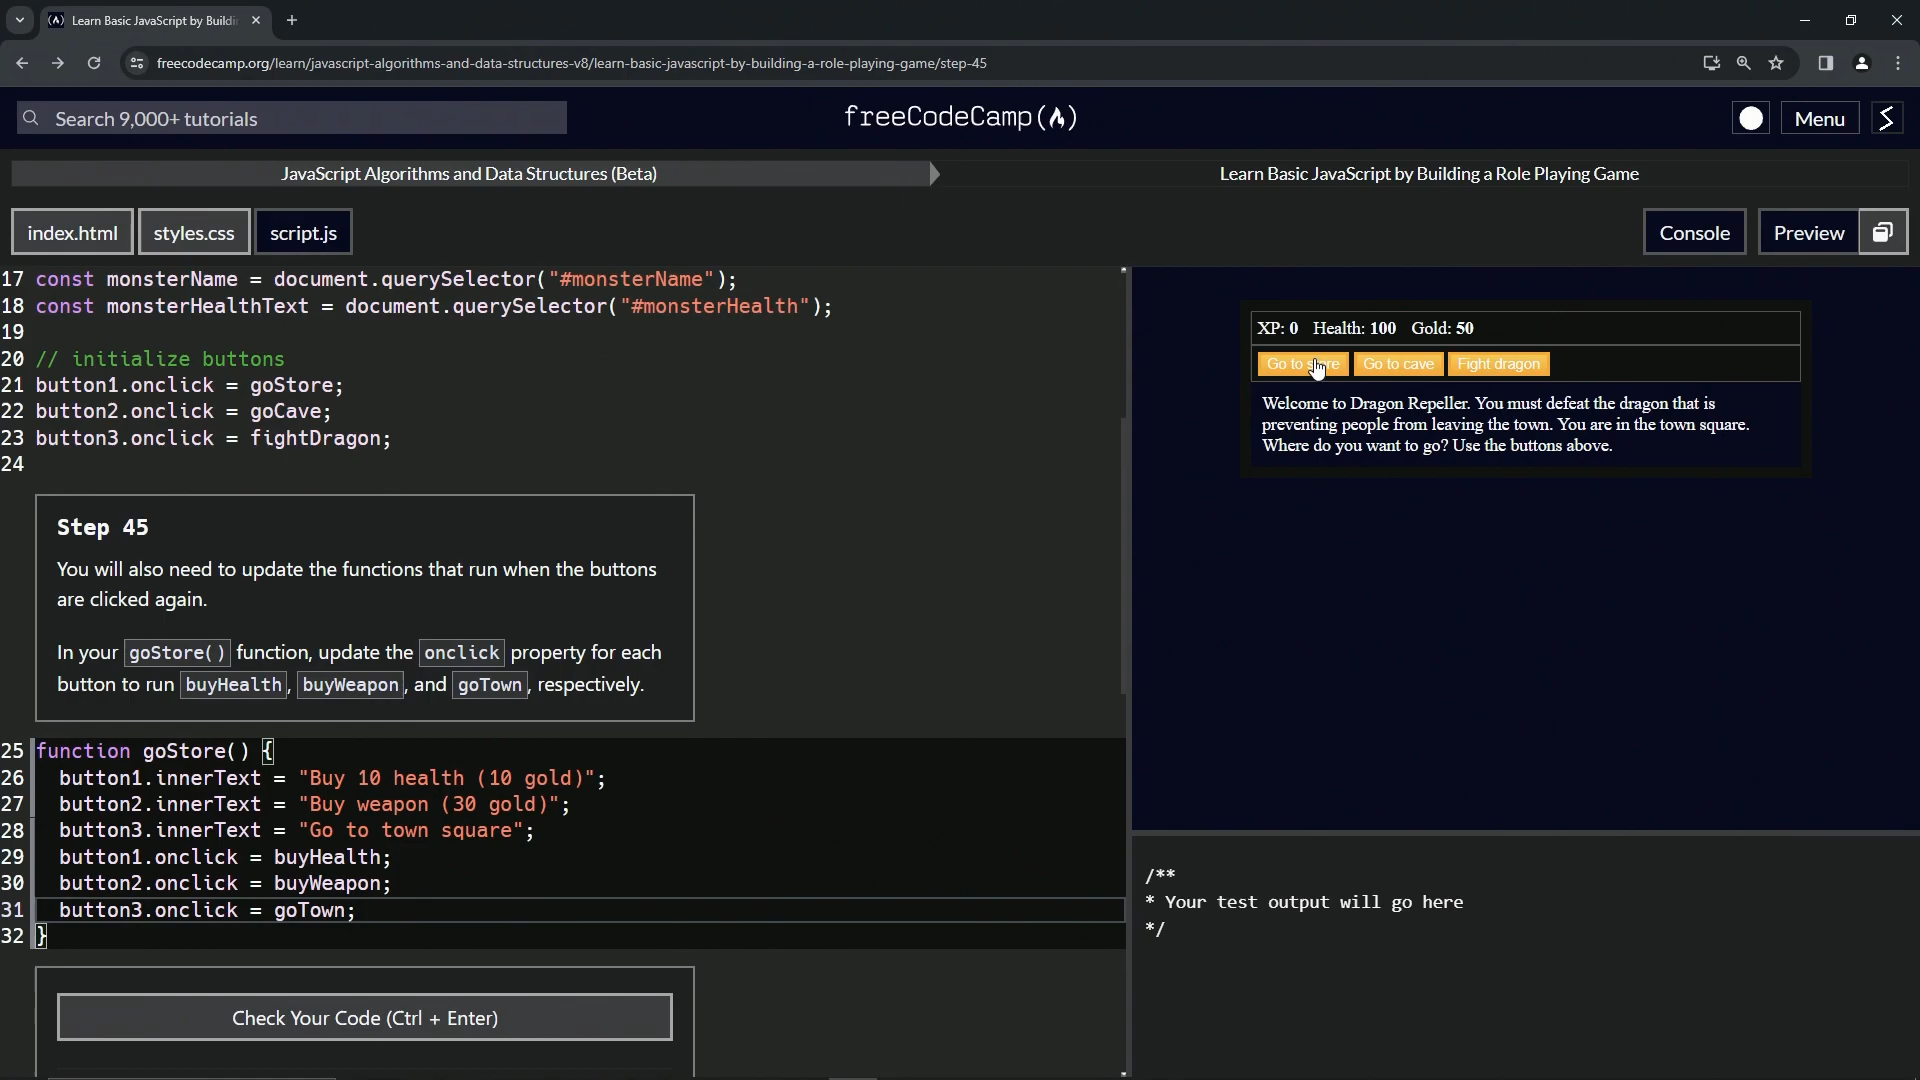 Learn Basic JavaScript by Buildi
freecodecamp.org/learn/javascript-algorithms-and-data-structures-v8/learn-basic-javascript-by-building-a-role-playing-game/step-45
Search 9,000+ tutorials
freeCodeCamp(🔥)
Menu
JavaScript Algorithms and Data Structures (Beta)
Learn Basic JavaScript by Building a Role Playing Game
index.html
styles.css
script.js
Console
Preview
17 const monsterName = document.querySelector("#monsterName");
18 const monsterHealthText = document.querySelector("#monsterHealth");
19
20 // initialize buttons
21 button1.onclick = goStore;
22 button2.onclick = goCave;
23 button3.onclick = fightDragon;
24
Step 45
You will also need to update the functions that run when the buttons
are clicked again.
In your goStore() function, update the onclick property for each
button to run buyHealth, buyWeapon, and goTown, respectively.
25 function goStore() {
26 button1.innerText = "Buy 10 health (10 gold)";
27 button2.innerText = "Buy weapon (30 gold)";
28 button3.innerText = "Go to town square";
29 button1.onclick = buyHealth;
30 button2.onclick = buyWeapon;
31 button3.onclick = goTown;
32 }
Check Your Code (Ctrl + Enter)
XP: 0 Health: 100 Gold: 50
Go to store
Go to cave
Fight dragon
Welcome to Dragon Repeller. You must defeat the dragon that is
preventing people from leaving the town. You are in the town square.
Where do you want to go? Use the buttons above.
/**
* Your test output will go here
*/